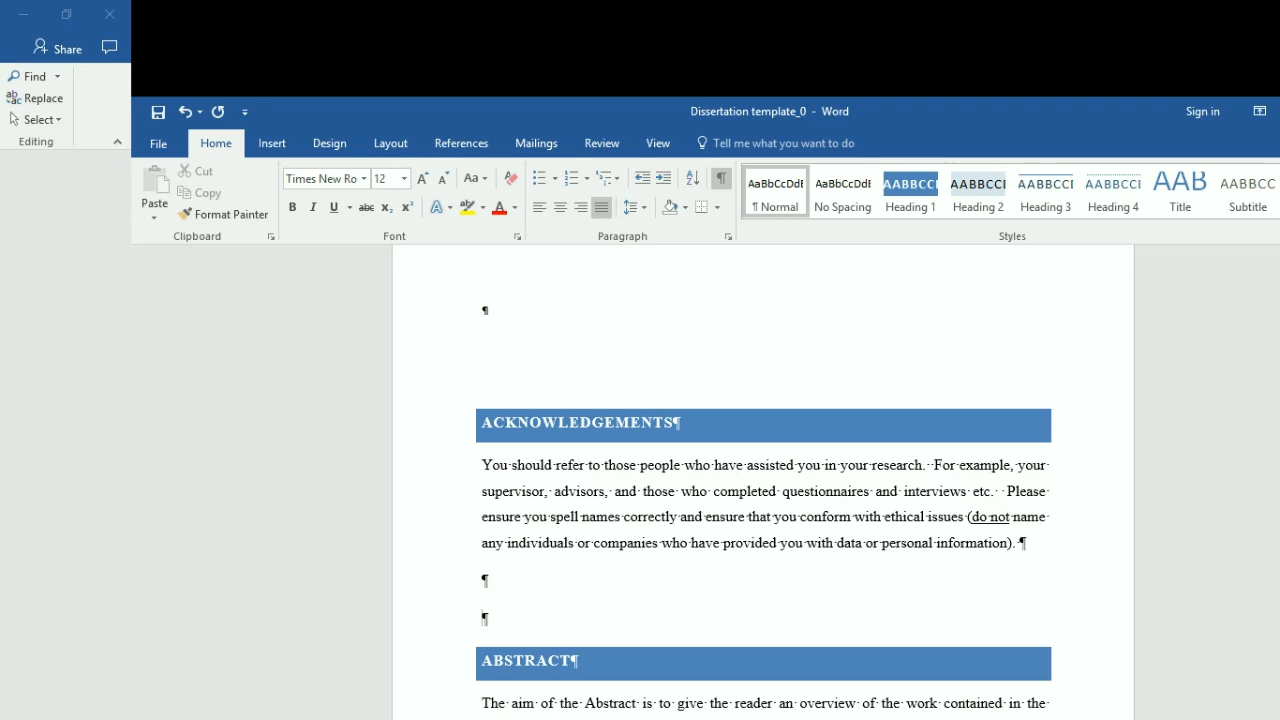 Share
Find
Replace
Select
Editing
Dissertation template_0 - Word
Sign in
File Home Insert Design Layout References Mailings Review View Tell me what you want to do
Paste
Cut
Copy
Format Painter
Clipboard
Times New Ro 12
Aa
B I U abc x₂ x²
Font
Paragraph
AaBbCcDdE AaBbCcDdE AABBCCI AABBCCI AABBCCI AABBCCI AAB AABBCC
¶ Normal No Spacing Heading 1 Heading 2 Heading 3 Heading 4 Title Subtitle
Styles
¶
ACKNOWLEDGEMENTS¶
You should refer to those people who have assisted you in your research. For example, your
supervisor, advisors, and those who completed questionnaires and interviews etc. Please
ensure you spell names correctly and ensure that you conform with ethical issues (do not name
any individuals or companies who have provided you with data or personal information). ¶
¶
¶
ABSTRACT¶
The aim of the Abstract is to give the reader an overview of the work contained in the